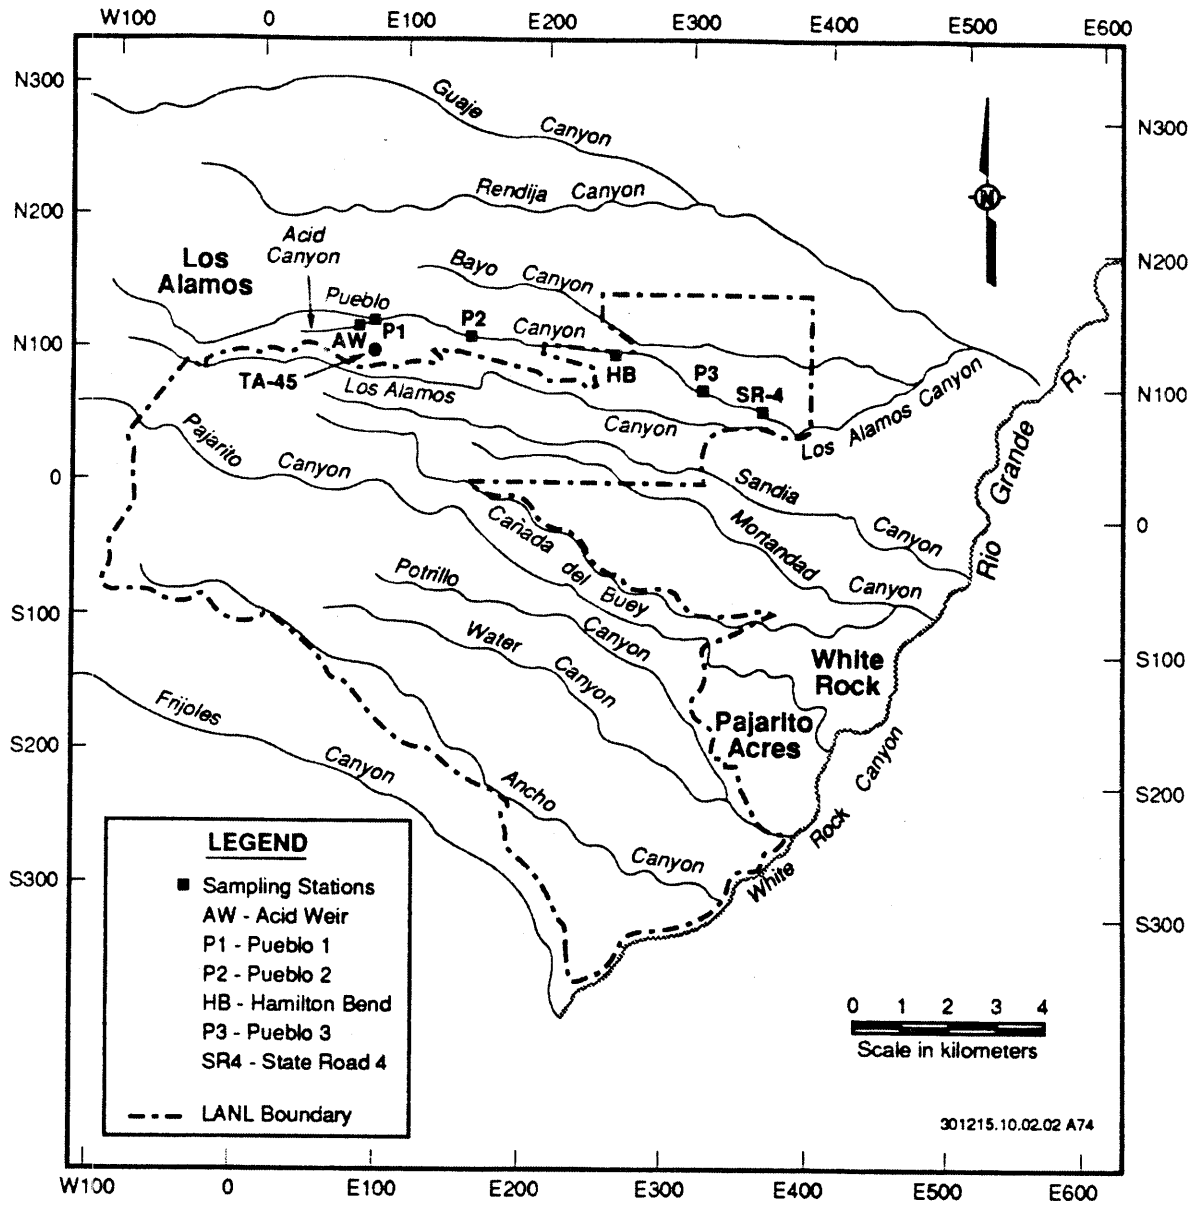 W100 0 E100 E200 E300 E400 E500 E600
N300
Guaje
Canyon
N300
Rendija Canyon
N200
N
Acid
Canyon
Los
Alamos
Bayo Canyon
N200
Pueblo
P2
Canyon
P1
AW
N100
HB
TA-45
P3
SR-4
Los Alamos
Canyon
Los Alamos Canyon
N100
R.
Pajarito
Canyon
Grande
0
Sandia
Canyon
Cañada
Mortandad
Canyon
0
Rio
del
Buey
Potrillo
Canyon
S100
Water
Canyon
White
Rock
S100
Frijoles
Canyon
Pajarito
Acres
S200
Ancho
Canyon
S200
White Rock Canyon
LEGEND
Sampling Stations
AW - Acid Weir
P1 - Pueblo 1
P2 - Pueblo 2
HB - Hamilton Bend
P3 - Pueblo 3
SR4 - State Road 4
LANL Boundary
S300
S300
0 1 2 3 4
Scale in kilometers
301215.10.02.02 A74
W100 0 E100 E200 E300 E400 E500 E600